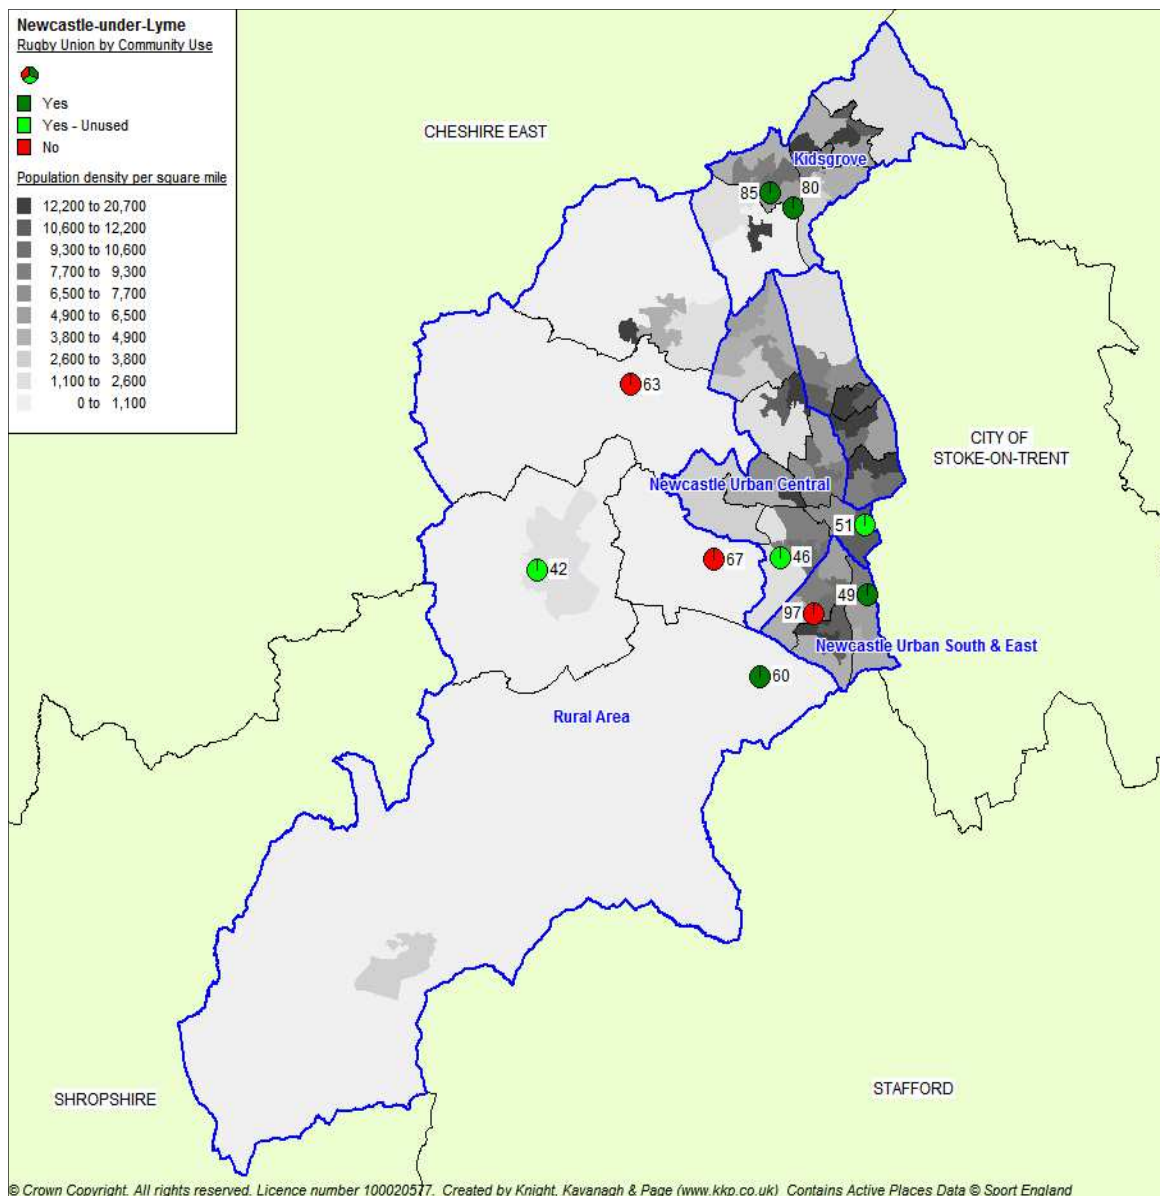 Newcastle-under-Lyme
Rugby Union by Community Use
Yes
Yes - Unused
No
Population density per square mile
12,200 to 20,700
10,600 to 12,200
9,300 to 10,600
7,700 to 9,300
6,500 to 7,700
4,900 to 6,500
3,800 to 4,900
2,600 to 3,800
1,100 to 2,600
0 to 1,100
CHESHIRE EAST
Kidsgrove
85
80
63
CITY OF
STOKE-ON-TRENT
Newcastle Urban Central
51
46
67
42
49
97
Newcastle Urban South & East
60
Rural Area
STAFFORD
SHROPSHIRE
© Crown Copyright. All rights reserved. Licence number 100020577. Created by Knight, Kavanagh & Page (www.kkp.co.uk) Contains Active Places Data © Sport England